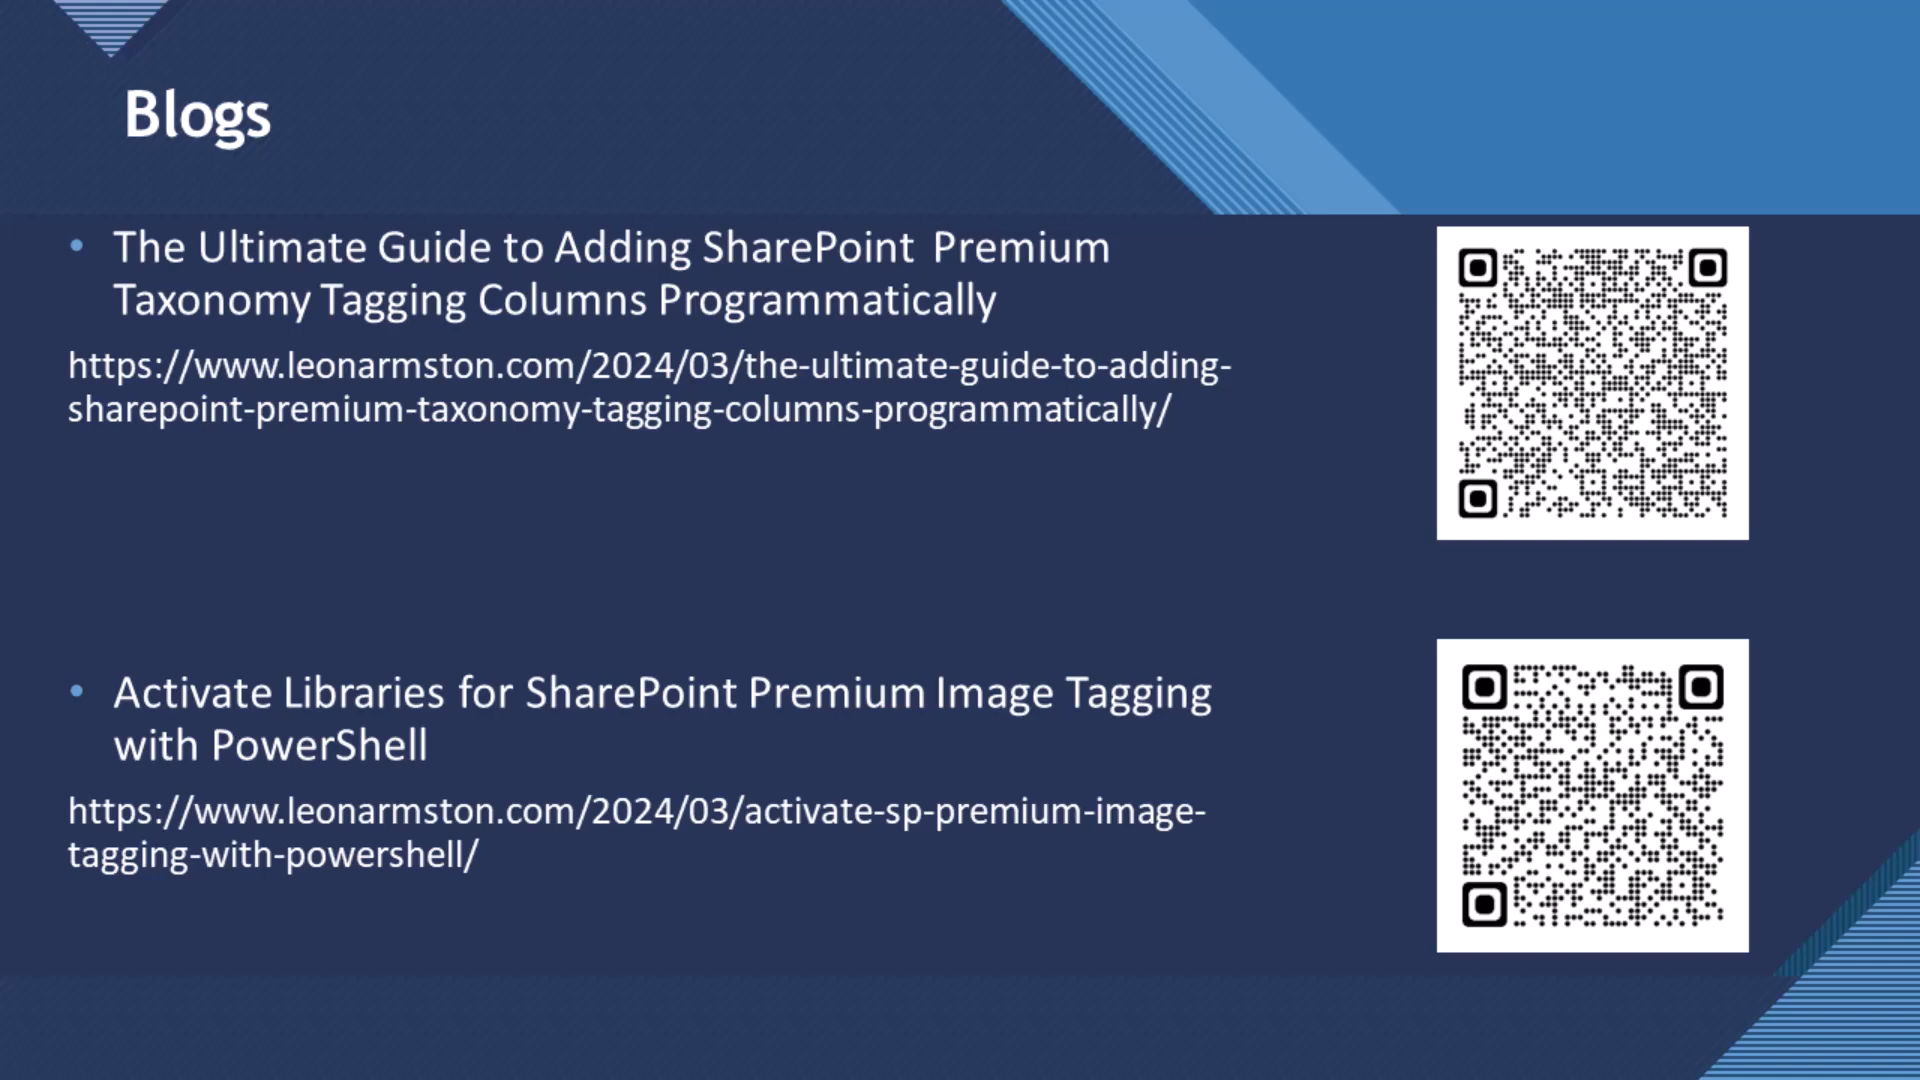 Blogs
• The Ultimate Guide to Adding SharePoint Premium
Taxonomy Tagging Columns Programmatically
https://www.leonarmston.com/2024/03/the-ultimate-guide-to-adding-
sharepoint-premium-taxonomy-tagging-columns-programmatically/
• Activate Libraries for SharePoint Premium Image Tagging
with PowerShell
https://www.leonarmston.com/2024/03/activate-sp-premium-image-
tagging-with-powershell/